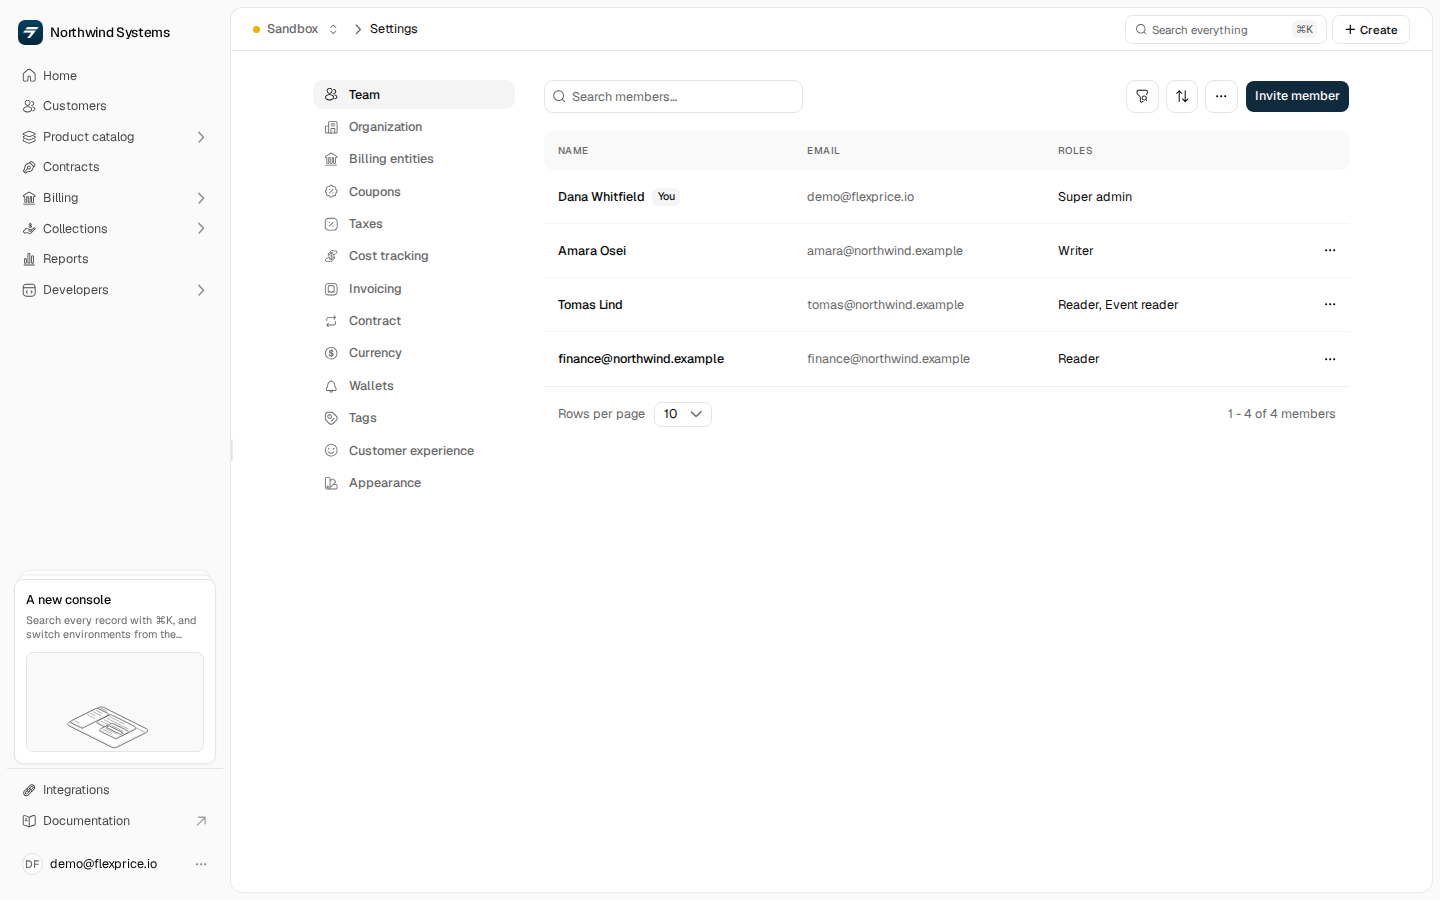 Northwind Systems
Home
Customers
Product catalog
Contracts
Billing
Collections
Reports
Developers
A new console
Search every record with ⌘K, and
switch environments from the...
Integrations
Documentation
DF demo@flexprice.io
Sandbox Settings
Search everything ⌘K
Create
Team
Organization
Billing entities
Coupons
Taxes
Cost tracking
Invoicing
Contract
Currency
Wallets
Tags
Customer experience
Appearance
Search members...
Invite member
NAME EMAIL ROLES
Dana Whitfield You demo@flexprice.io Super admin
Amara Osei amara@northwind.example Writer
Tomas Lind tomas@northwind.example Reader, Event reader
finance@northwind.example finance@northwind.example Reader
Rows per page 10 1 - 4 of 4 members